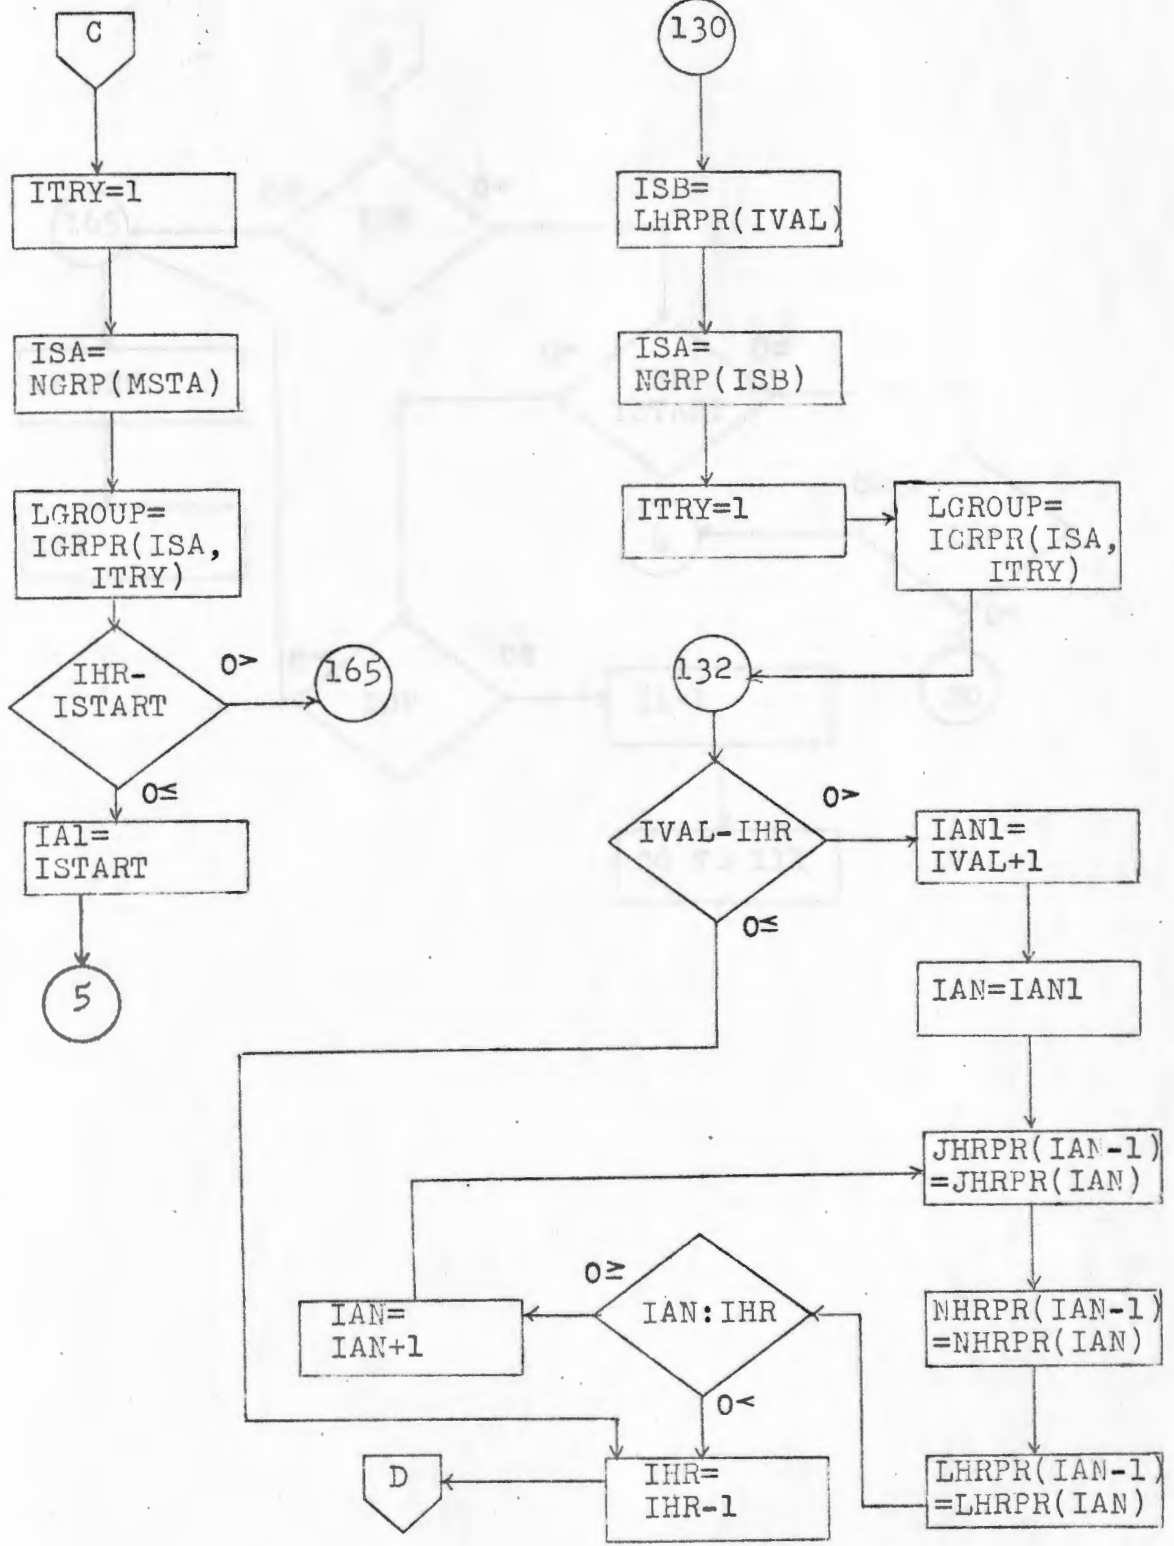 C
ITRY=1
ISA=
NGRP(MSTA)
LGROUP=
IGRPR(ISA,
ITRY)
IHR-
ISTART
0>
165
0≤
IA1=
ISTART
5
130
ISB=
LHRPR(IVAL)
ISA=
NGRP(ISB)
ITRY=1
LGROUP=
IGRPR(ISA,
ITRY)
132
IVAL-IHR
0>
0≤
IAN1=
IVAL+1
IAN=IAN1
JHRPR(IAN-1)
=JHRPR(IAN)
NHRPR(IAN-1)
=NHRPR(IAN)
LHRPR(IAN-1)
=LHRPR(IAN)
IAN:IHR
0≥
IAN=
IAN+1
0<
IHR=
IHR-1
D